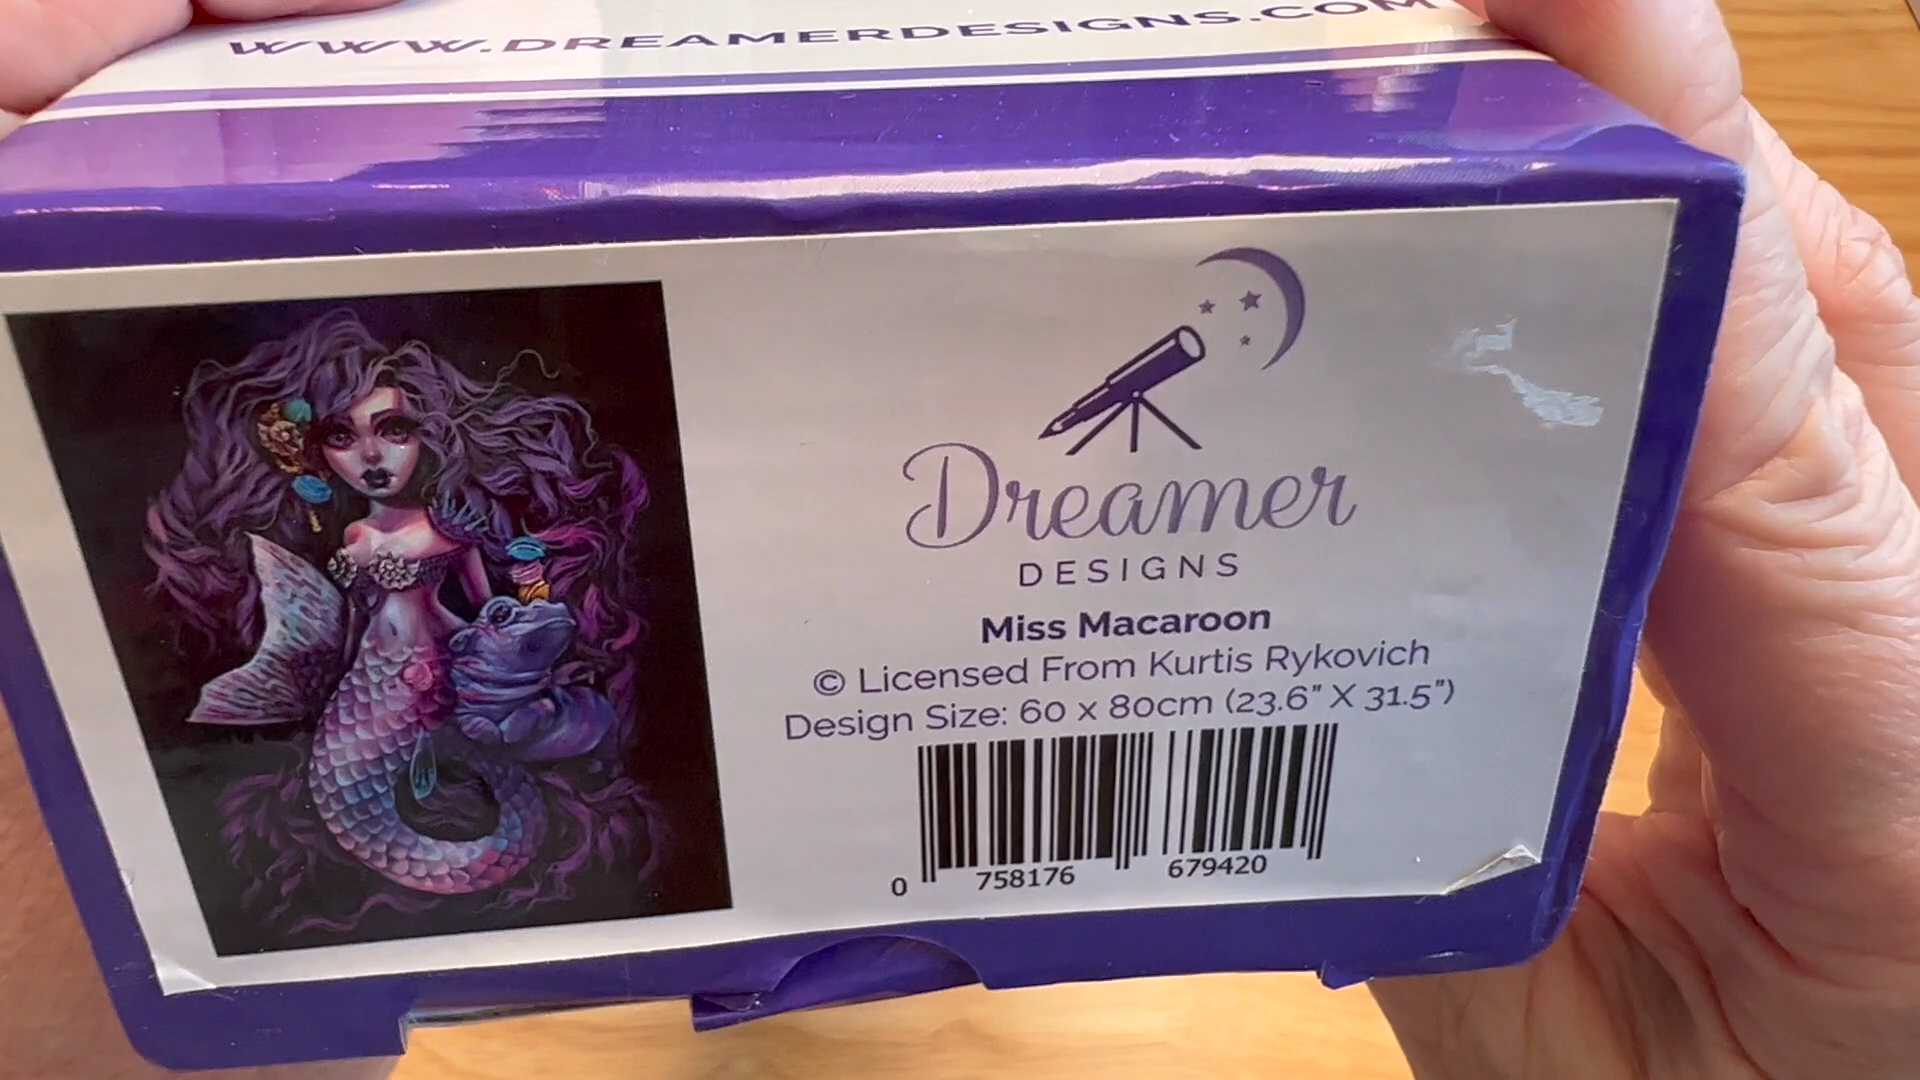 WWW.DREAMERDESIGNS.COM
Dreamer
DESIGNS
Miss Macaroon
© Licensed From Kurtis Rykovich
Design Size: 60 x 80cm (23.6" X 31.5")
0 758176 679420